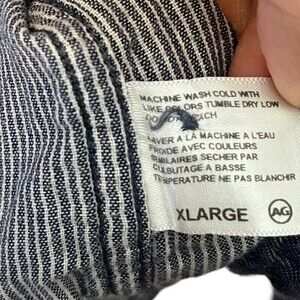 MACHINE WASH COLD WITH
LIKE COLORS TUMBLE DRY LOW
LAVER À LA MACHINE A L'EAU
FROIDE AVEC COULEURS
SIMILAIRES SECHER PAR
CULBUTAGE A BASSE
TEMPERATURE NE PAS BLANCHIR
XLARGE AG